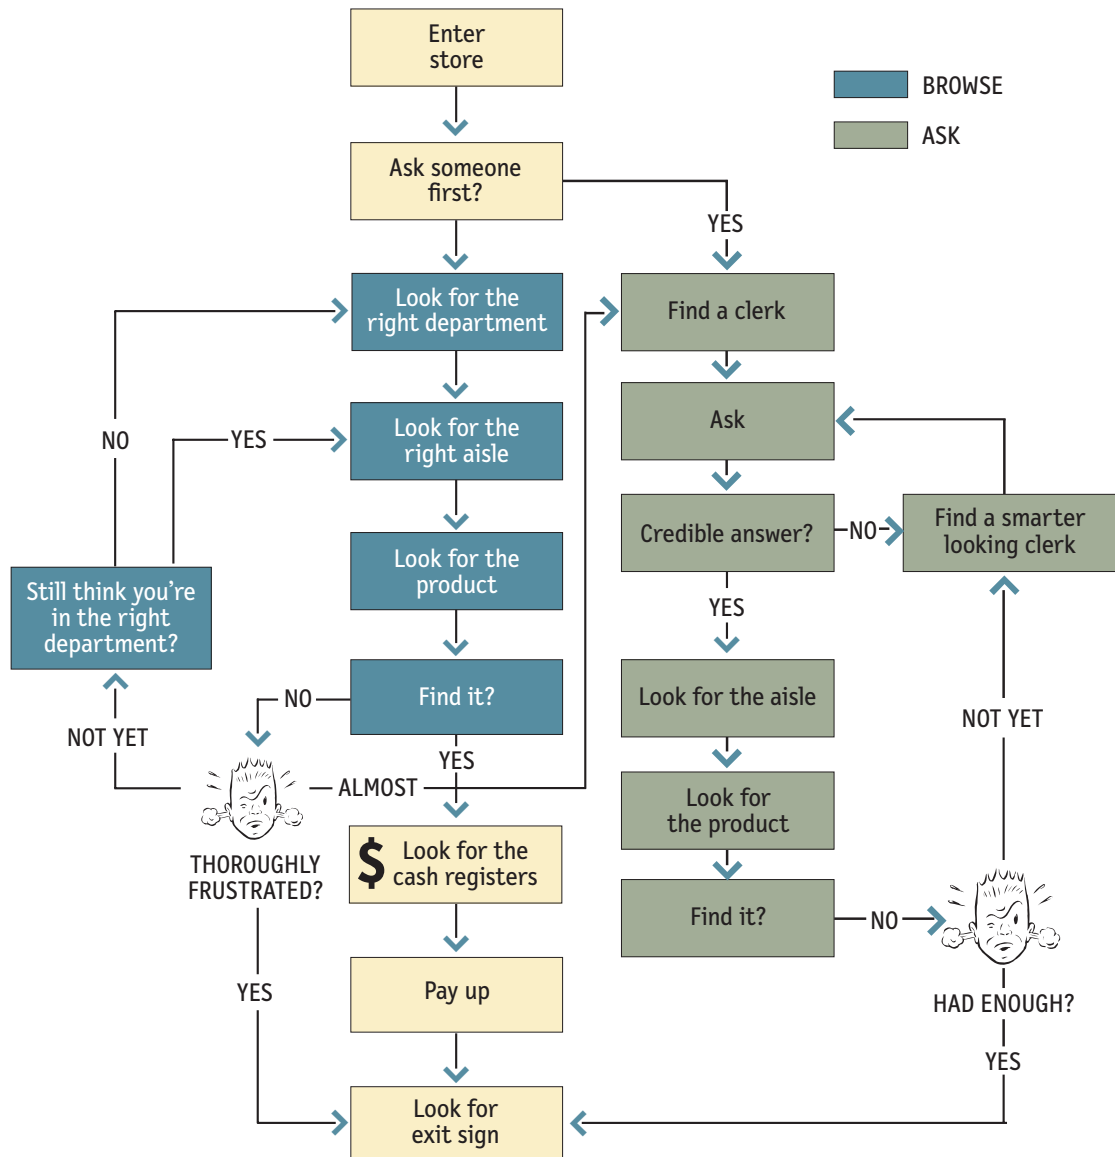 Enter
store
BROWSE
ASK
Ask someone
first?
YES
Look for the
right department
Find a clerk
Ask
NO
YES
Look for the
right aisle
Credible answer?
NO
Find a smarter
looking clerk
Look for the
product
Still think you're
in the right
department?
YES
Find it?
NO
Look for the aisle
NOT YET
NOT YET
YES
ALMOST
Look for
the product
THOROUGHLY
FRUSTRATED?
$
Look for the
cash registers
Find it?
NO
Pay up
YES
HAD ENOUGH?
YES
Look for
exit sign